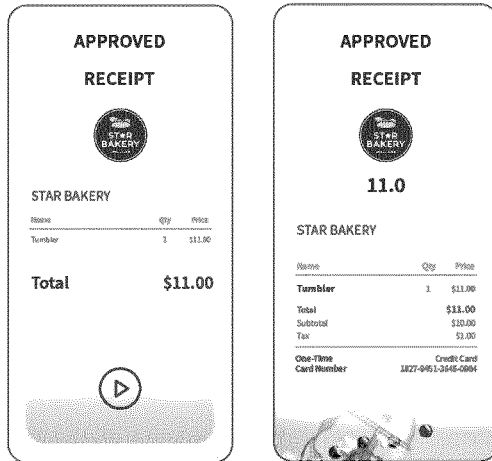 APPROVED
RECEIPT
STAR
BAKERY
STAR BAKERY
Name Qty Price
Tumbler 1 $11.00
Total $11.00
APPROVED
RECEIPT
STAR
BAKERY
11.0
STAR BAKERY
Name Qty Price
Tumbler 1 $11.00
Total $11.00
Subtotal $10.00
Tax $1.00
One-Time Credit Card
Card Number 1827-9451-3648-0984